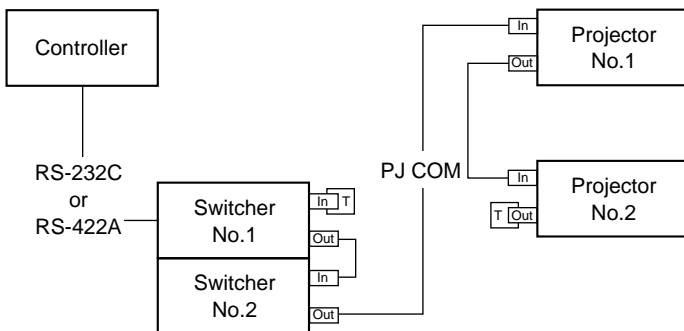 Controller
RS-232C
or
RS-422A
Switcher
No.1
In
T
Out
Switcher
No.2
In
Out
PJ COM
In
Projector
No.1
Out
In
Projector
No.2
T
Out